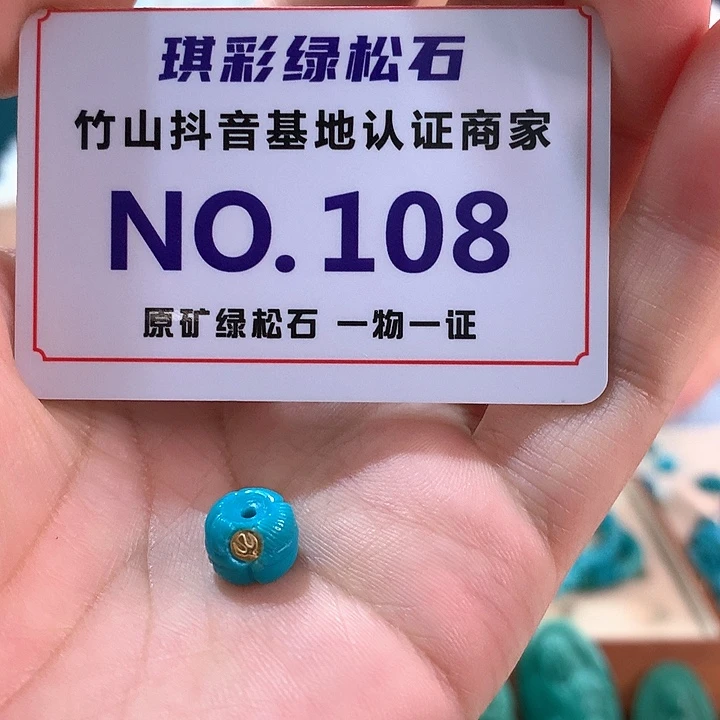 琪彩绿松石
竹山抖音基地认证商家
NO.108
原矿绿松石 一物一证